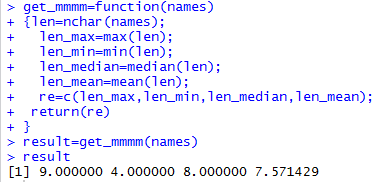 > get_mmmm=function(names)
+ {len=nchar(names);
+   len_max=max(len);
+   len_min=min(len);
+   len_median=median(len);
+   len_mean=mean(len);
+   re=c(len_max,len_min,len_median,len_mean);
+  return(re)
+ }
> result=get_mmmm(names)
> result
[1] 9.000000 4.000000 8.000000 7.571429